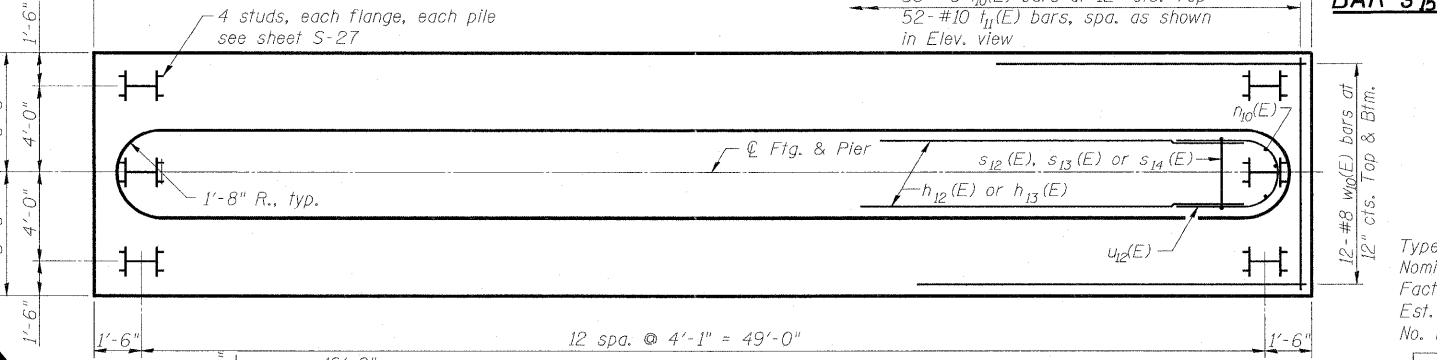 4 studs, each flange, each pile
see sheet S-27
52-#10 t11(E) bars, spa. as shown
in Elev. view
BAR S15
1'-6"
4'-0"
4'-0"
1'-6"
n10(E)
℄ Ftg. & Pier
s12(E), s13(E) or s14(E)
h12(E) or h13(E)
1'-8" R., typ.
u12(E)
12-#8 w10(E) bars at
12" cts. Top & Btm.
Type
Nomi
Fact
Est.
No.
1'-6"
12 spa. @ 4'-1" = 49'-0"
1'-6"